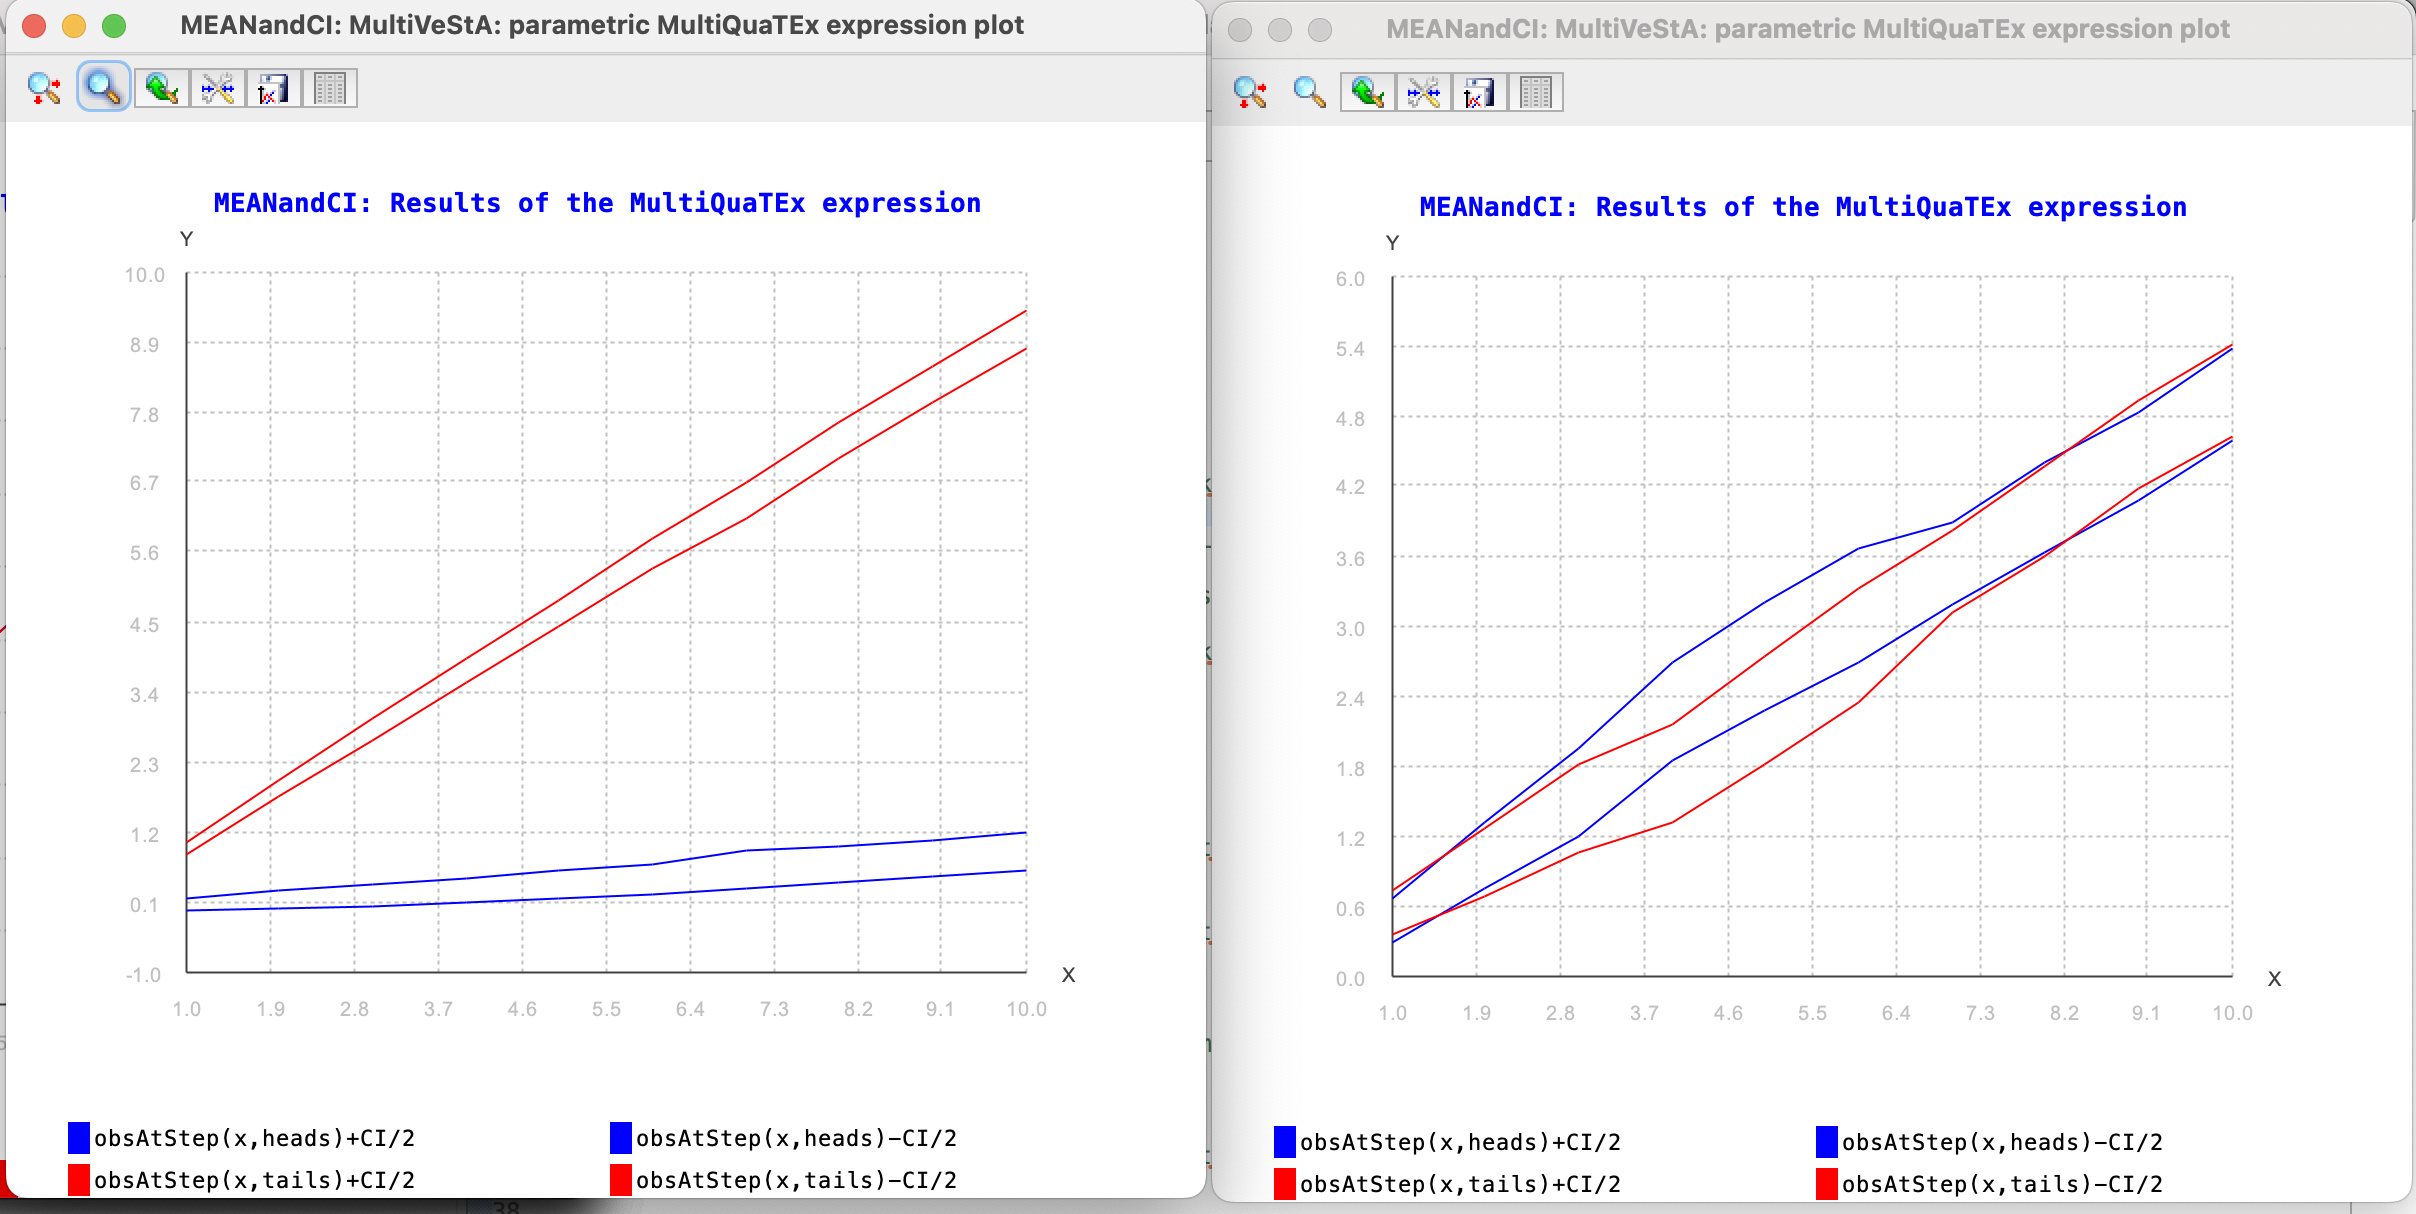 MEANandCI: MultiVeStA: parametric MultiQuaTEx expression plot
MEANandCI: Results of the MultiQuaTEx expression
Y
10.0
8.9
7.8
6.7
5.6
4.5
3.4
2.3
1.2
0.1
-1.0
X
1.0 1.9 2.8 3.7 4.6 5.5 6.4 7.3 8.2 9.1 10.0
obsAtStep(x,heads)+CI/2 obsAtStep(x,heads)-CI/2
obsAtStep(x,tails)+CI/2 obsAtStep(x,tails)-CI/2
38
MEANandCI: MultiVeStA: parametric MultiQuaTEx expression plot
MEANandCI: Results of the MultiQuaTEx expression
Y
6.0
5.4
4.8
4.2
3.6
3.0
2.4
1.8
1.2
0.6
0.0
X
1.0 1.9 2.8 3.7 4.6 5.5 6.4 7.3 8.2 9.1 10.0
obsAtStep(x,heads)+CI/2 obsAtStep(x,heads)-CI/2
obsAtStep(x,tails)+CI/2 obsAtStep(x,tails)-CI/2